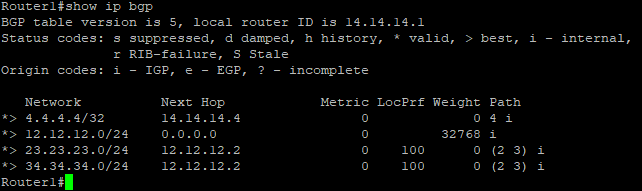 Router1#show ip bgp
BGP table version is 5, local router ID is 14.14.14.1
Status codes: s suppressed, d damped, h history, * valid, > best, i - internal,
              r RIB-failure, S Stale
Origin codes: i - IGP, e - EGP, ? - incomplete

   Network          Next Hop            Metric LocPrf Weight Path
*> 4.4.4.4/32       14.14.14.4               0             0 4 i
*> 12.12.12.0/24    0.0.0.0                  0         32768 i
*> 23.23.23.0/24    12.12.12.2               0    100      0 (2 3) i
*> 34.34.34.0/24    12.12.12.2               0    100      0 (2 3) i
Router1#